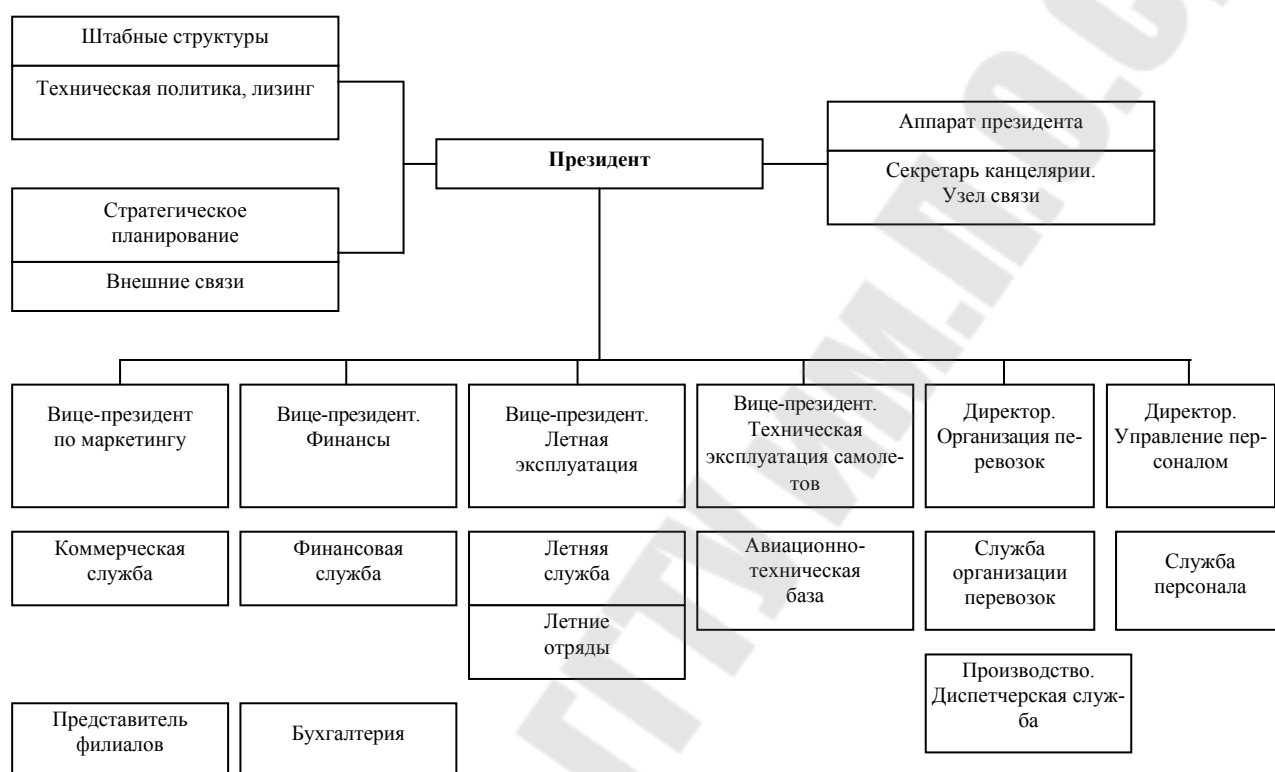 Штабные структуры
Техническая политика, лизинг
Аппарат президента
Президент
Секретарь канцелярии.
Узел связи
Стратегическое
планирование
Внешние связи
Вице-президент
по маркетингу
Вице-президент.
Финансы
Вице-президент.
Летная
эксплуатация
Вице-президент.
Техническая
эксплуатация самоле-
тов
Директор.
Организация пе-
ревозок
Директор.
Управление пер-
соналом
Коммерческая
служба
Финансовая
служба
Летняя
служба
Летние
отряды
Авиационно-
техническая
база
Служба
организации
перевозок
Служба
персонала
Производство.
Диспетчерская служ-
ба
Представитель
филиалов
Бухгалтерия
ГГТУ ИМ.П.О.С